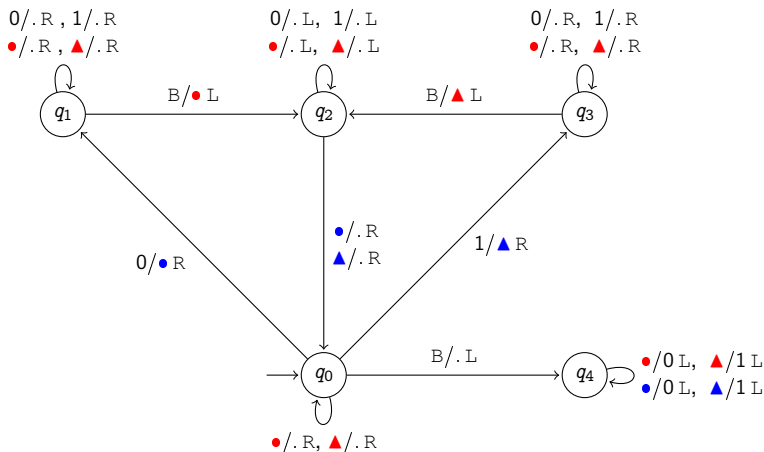 0/. R , 1/. R
●/. R , ▲/. R
0/. L, 1/. L
●/. L, ▲/. L
0/. R, 1/. R
●/. R, ▲/. R
q1
B/● L
q2
B/▲ L
q3
0/● R
●/. R
▲/. R
1/▲ R
q0
B/. L
q4
●/0 L, ▲/1 L
●/0 L, ▲/1 L
●/. R, ▲/. R